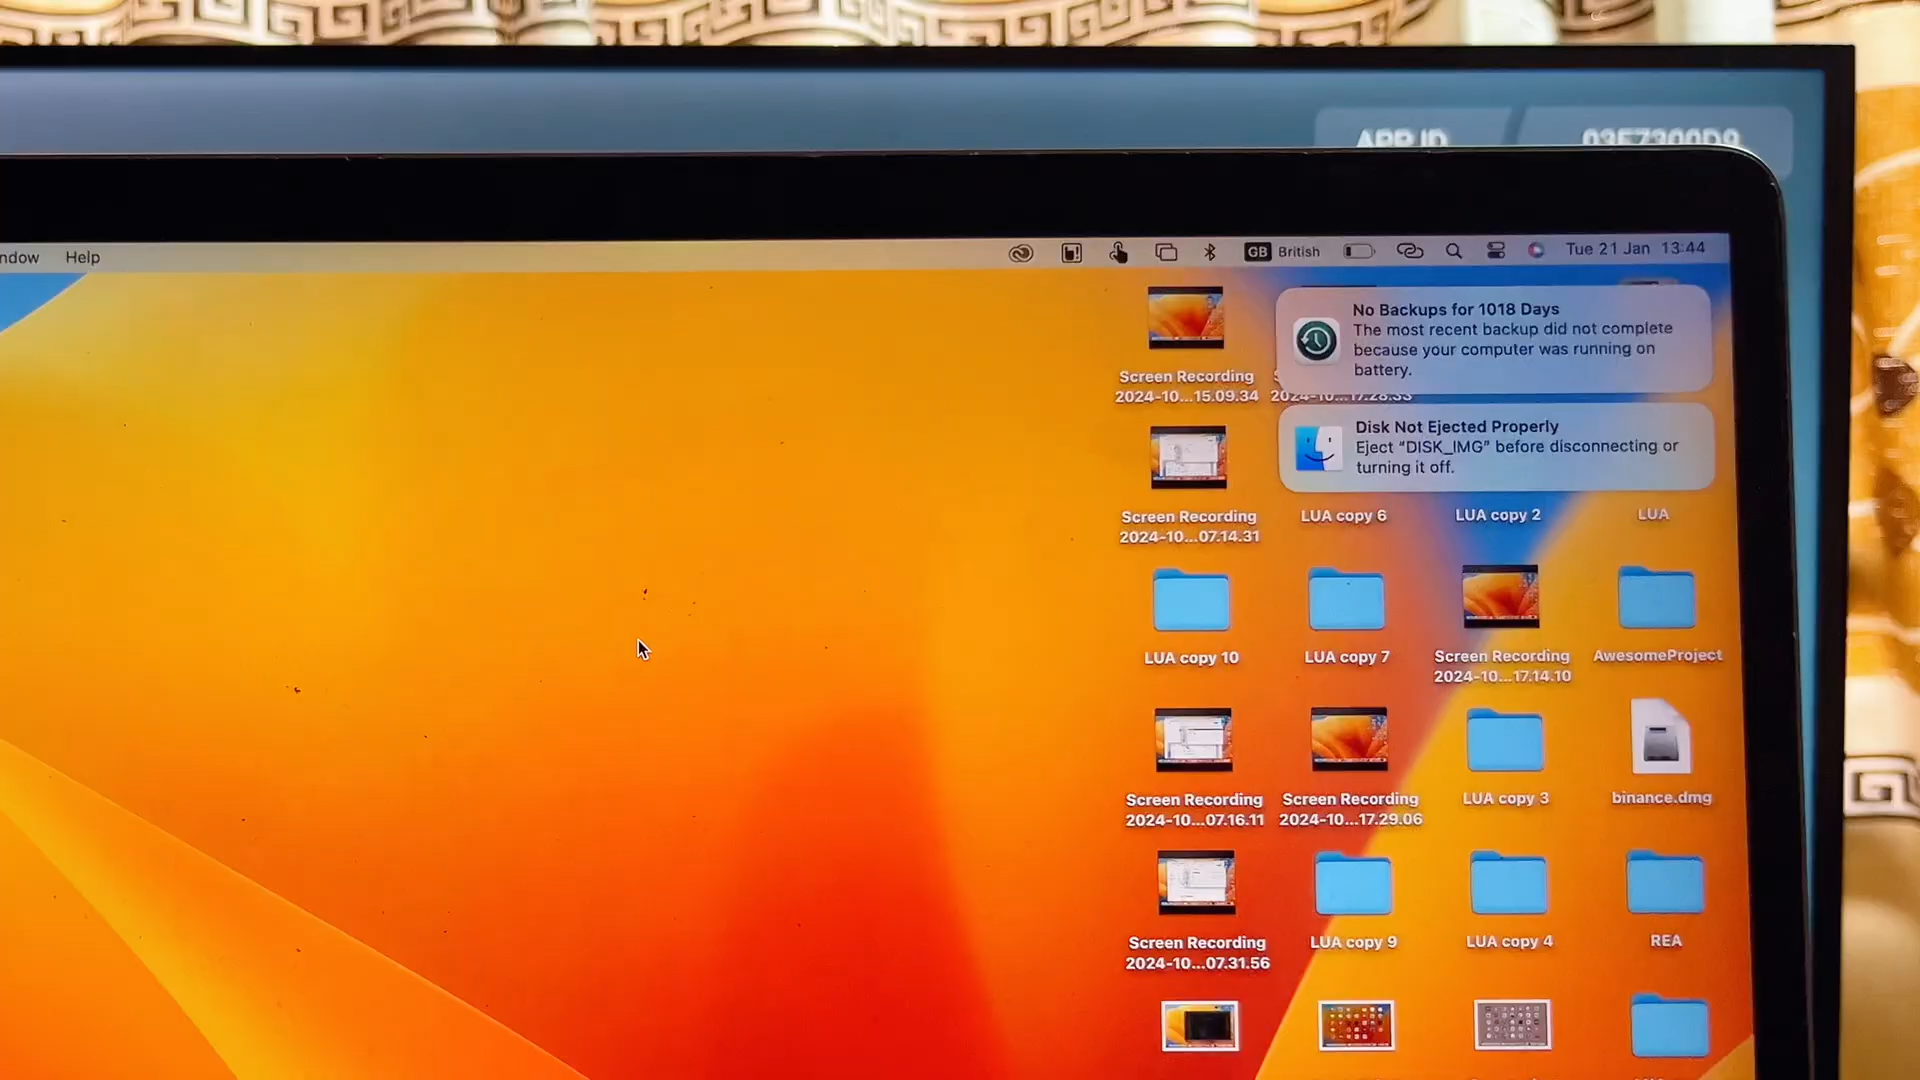 APP ID
ndow Help
GB British Tue 21 Jan 13:44
No Backups for 1018 Days
The most recent backup did not complete
because your computer was running on
battery.
Disk Not Ejected Properly
Eject “DISK_IMG” before disconnecting or
turning it off.
Screen Recording
2024-10...15.09.34
2024-10...17.28.33
Screen Recording
2024-10...07.14.31
LUA copy 6
LUA copy 2
LUA
LUA copy 10
LUA copy 7
Screen Recording
2024-10...17.14.10
AwesomeProject
Screen Recording
2024-10...07.16.11
Screen Recording
2024-10...17.29.06
LUA copy 3
binance.dmg
Screen Recording
2024-10...07.31.56
LUA copy 9
LUA copy 4
REA